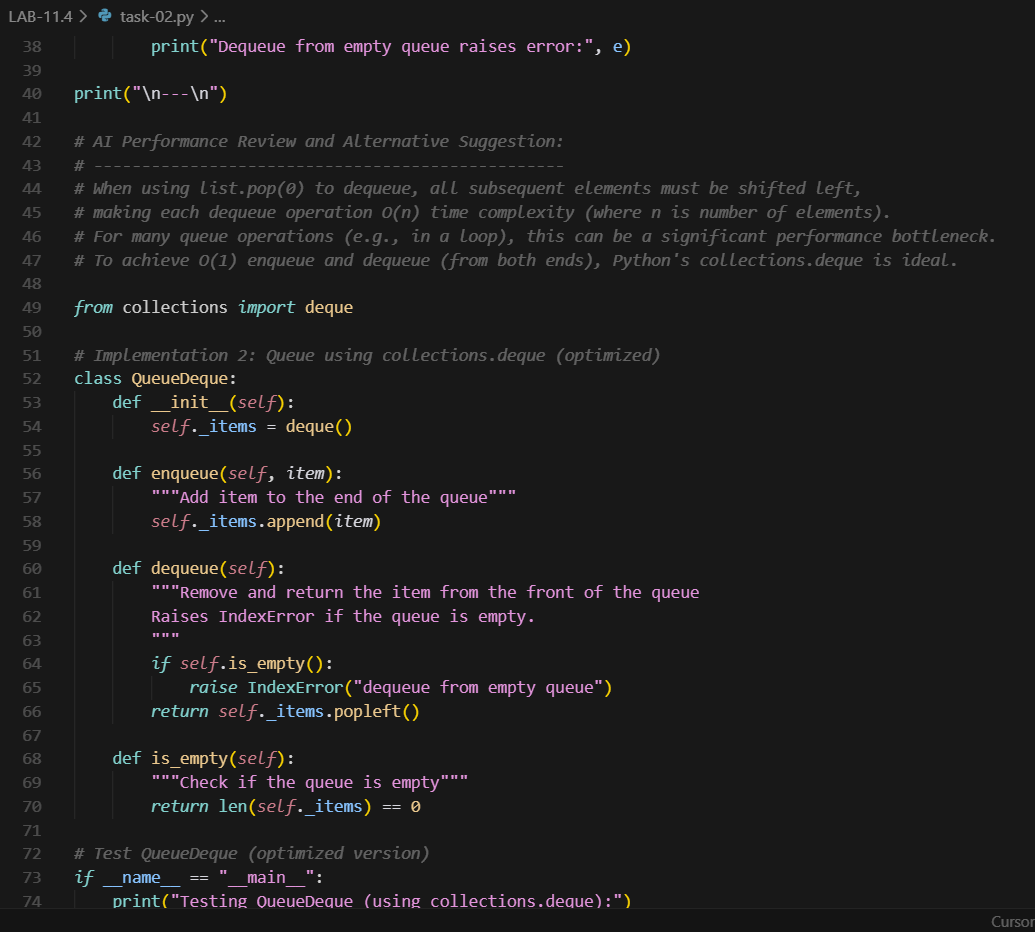 LAB-11.4 > task-02.py > ...
38         print("Dequeue from empty queue raises error:", e)
39
40 print("\n---\n")
41
42 # AI Performance Review and Alternative Suggestion:
43 # -------------------------------------------------
44 # When using list.pop(0) to dequeue, all subsequent elements must be shifted left,
45 # making each dequeue operation O(n) time complexity (where n is number of elements).
46 # For many queue operations (e.g., in a loop), this can be a significant performance bottleneck.
47 # To achieve O(1) enqueue and dequeue (from both ends), Python's collections.deque is ideal.
48
49 from collections import deque
50
51 # Implementation 2: Queue using collections.deque (optimized)
52 class QueueDeque:
53     def __init__(self):
54         self._items = deque()
55
56     def enqueue(self, item):
57         """Add item to the end of the queue"""
58         self._items.append(item)
59
60     def dequeue(self):
61         """Remove and return the item from the front of the queue
62         Raises IndexError if the queue is empty.
63         """
64         if self.is_empty():
65             raise IndexError("dequeue from empty queue")
66         return self._items.popleft()
67
68     def is_empty(self):
69         """Check if the queue is empty"""
70         return len(self._items) == 0
71
72 # Test QueueDeque (optimized version)
73 if __name__ == "__main__":
74     print("Testing QueueDeque (using collections.deque):")
Cursor